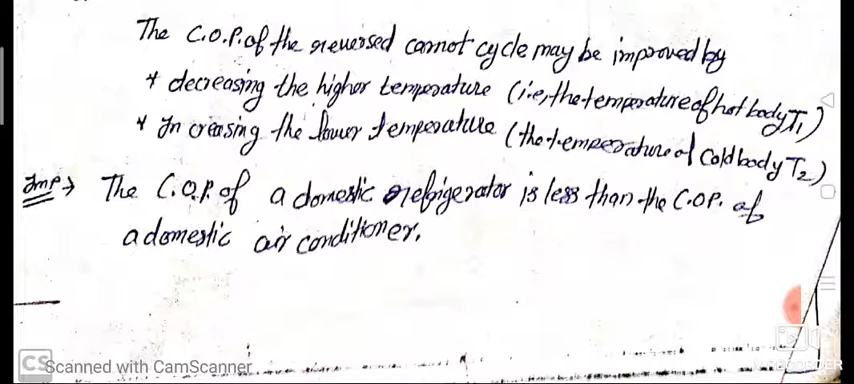 The C.O.P. of the reversed carnot cycle may be improved by
* decreasing the higher temperature (i.e, the temperature of hot body T1)
* In creasing the lower temperature (the temperature of Cold body T2)
Imp → The C.O.P. of a domestic refrigerator is less than the C.O.P. of
a domestic air conditioner.
CS Scanned with CamScanner
RECORDER